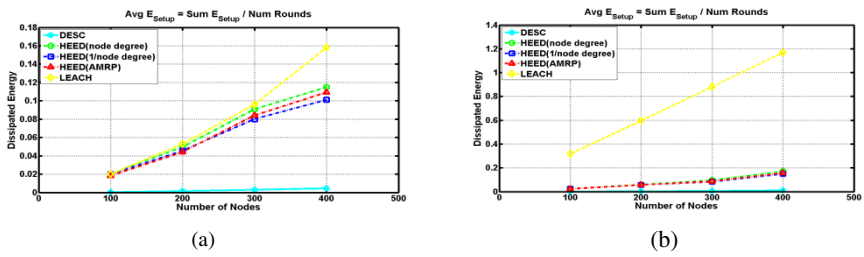 Avg E_Setup = Sum E_Setup / Num Rounds
0.18
0.16
0.14
0.12
0.1
0.08
0.06
0.04
0.02
0
Dissipated Energy
DESC
HEED(node degree)
HEED(1/node degree)
HEED(AMRP)
LEACH
0 100 200 300 400 500
Number of Nodes
(a)
Avg E_Setup = Sum E_Setup / Num Rounds
1.4
1.2
1
0.8
0.6
0.4
0.2
0
Dissipated Energy
DESC
HEED(node degree)
HEED(1/node degree)
HEED(AMRP)
LEACH
0 100 200 300 400 500
Number of Nodes
(b)